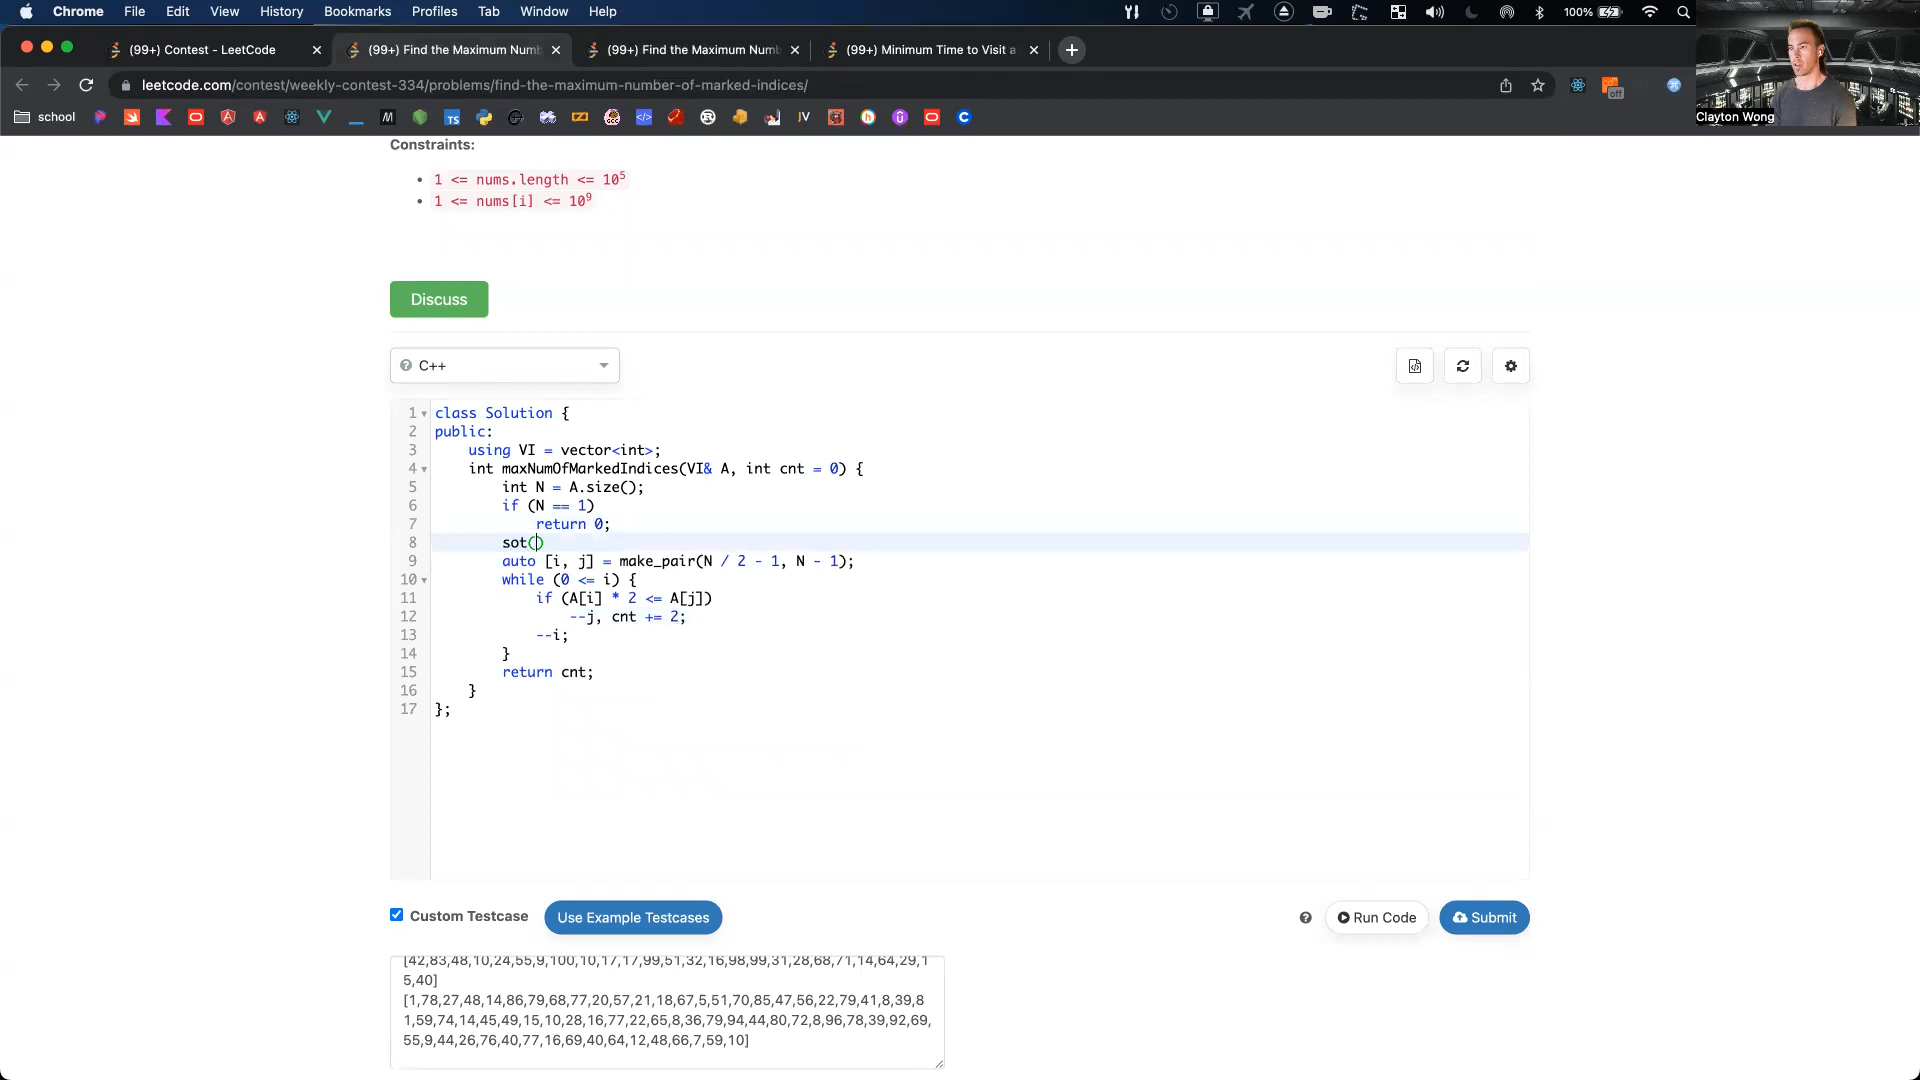 Chrome File Edit View History Bookmarks Profiles Tab Window Help 100%
(99+) Contest - LeetCode (99+) Find the Maximum Numb (99+) Find the Maximum Numb (99+) Minimum Time to Visit a
leetcode.com/contest/weekly-contest-334/problems/find-the-maximum-number-of-marked-indices/ off
school M TS JV C
Clayton Wong
Constraints:
1 <= nums.length <= 10⁵
1 <= nums[i] <= 10⁹
Discuss
C++
1 class Solution {
2 public:
3 using VI = vector<int>;
4 int maxNumOfMarkedIndices(VI& A, int cnt = 0) {
5 int N = A.size();
6 if (N == 1)
7 return 0;
8 sot()
9 auto [i, j] = make_pair(N / 2 - 1, N - 1);
10 while (0 <= i) {
11 if (A[i] * 2 <= A[j])
12 --j, cnt += 2;
13 --i;
14 }
15 return cnt;
16 }
17 };
Custom Testcase Use Example Testcases Run Code Submit
[42,83,48,10,24,55,9,100,10,17,17,99,51,32,16,98,99,31,28,68,71,14,64,29,1
5,40]
[1,78,27,48,14,86,79,68,77,20,57,21,18,67,5,51,70,85,47,56,22,79,41,8,39,8
1,59,74,14,45,49,15,10,28,16,77,22,65,8,36,79,94,44,80,72,8,96,78,39,92,69,
55,9,44,26,76,40,77,16,69,40,64,12,48,66,7,59,10]